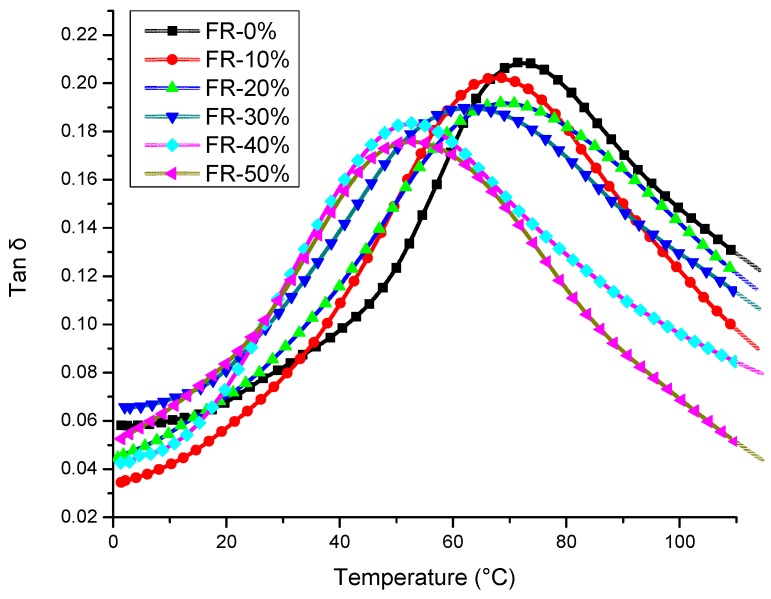 FR-0%
FR-10%
FR-20%
FR-30%
FR-40%
FR-50%
0.22
0.20
0.18
0.16
0.14
0.12
0.10
0.08
0.06
0.04
0.02
Tan δ
0 20 40 60 80 100
Temperature (°C)